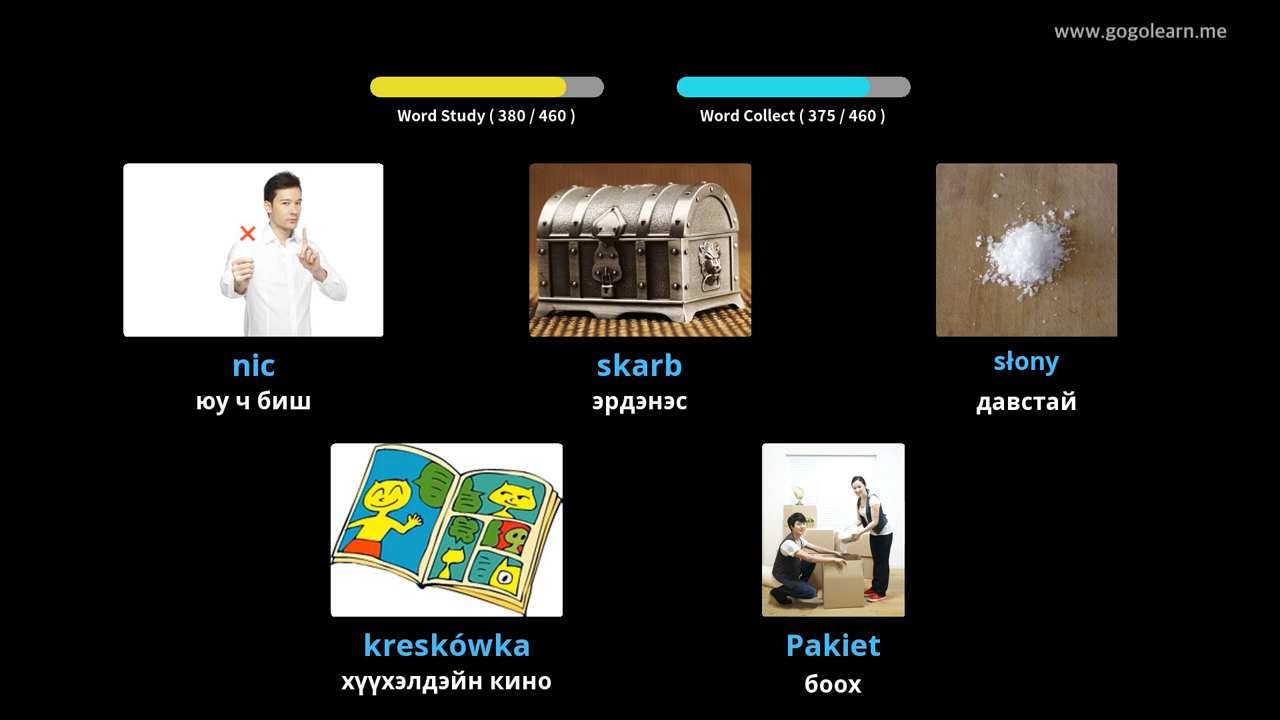 www.gogolearn.me
Word Study ( 380 / 460 )
Word Collect ( 375 / 460 )
nic
юу ч биш
skarb
эрдэнэс
słony
давстай
kreskówka
хүүхэлдэйн кино
Pakiet
боох